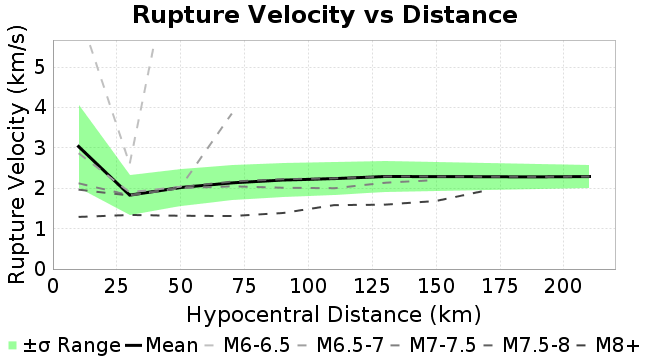 Rupture Velocity vs Distance
Rupture Velocity (km/s)
5
4
3
2
1
0
0 25 50 75 100 125 150 175 200
Hypocentral Distance (km)
±σ Range Mean M6-6.5 M6.5-7 M7-7.5 M7.5-8 M8+